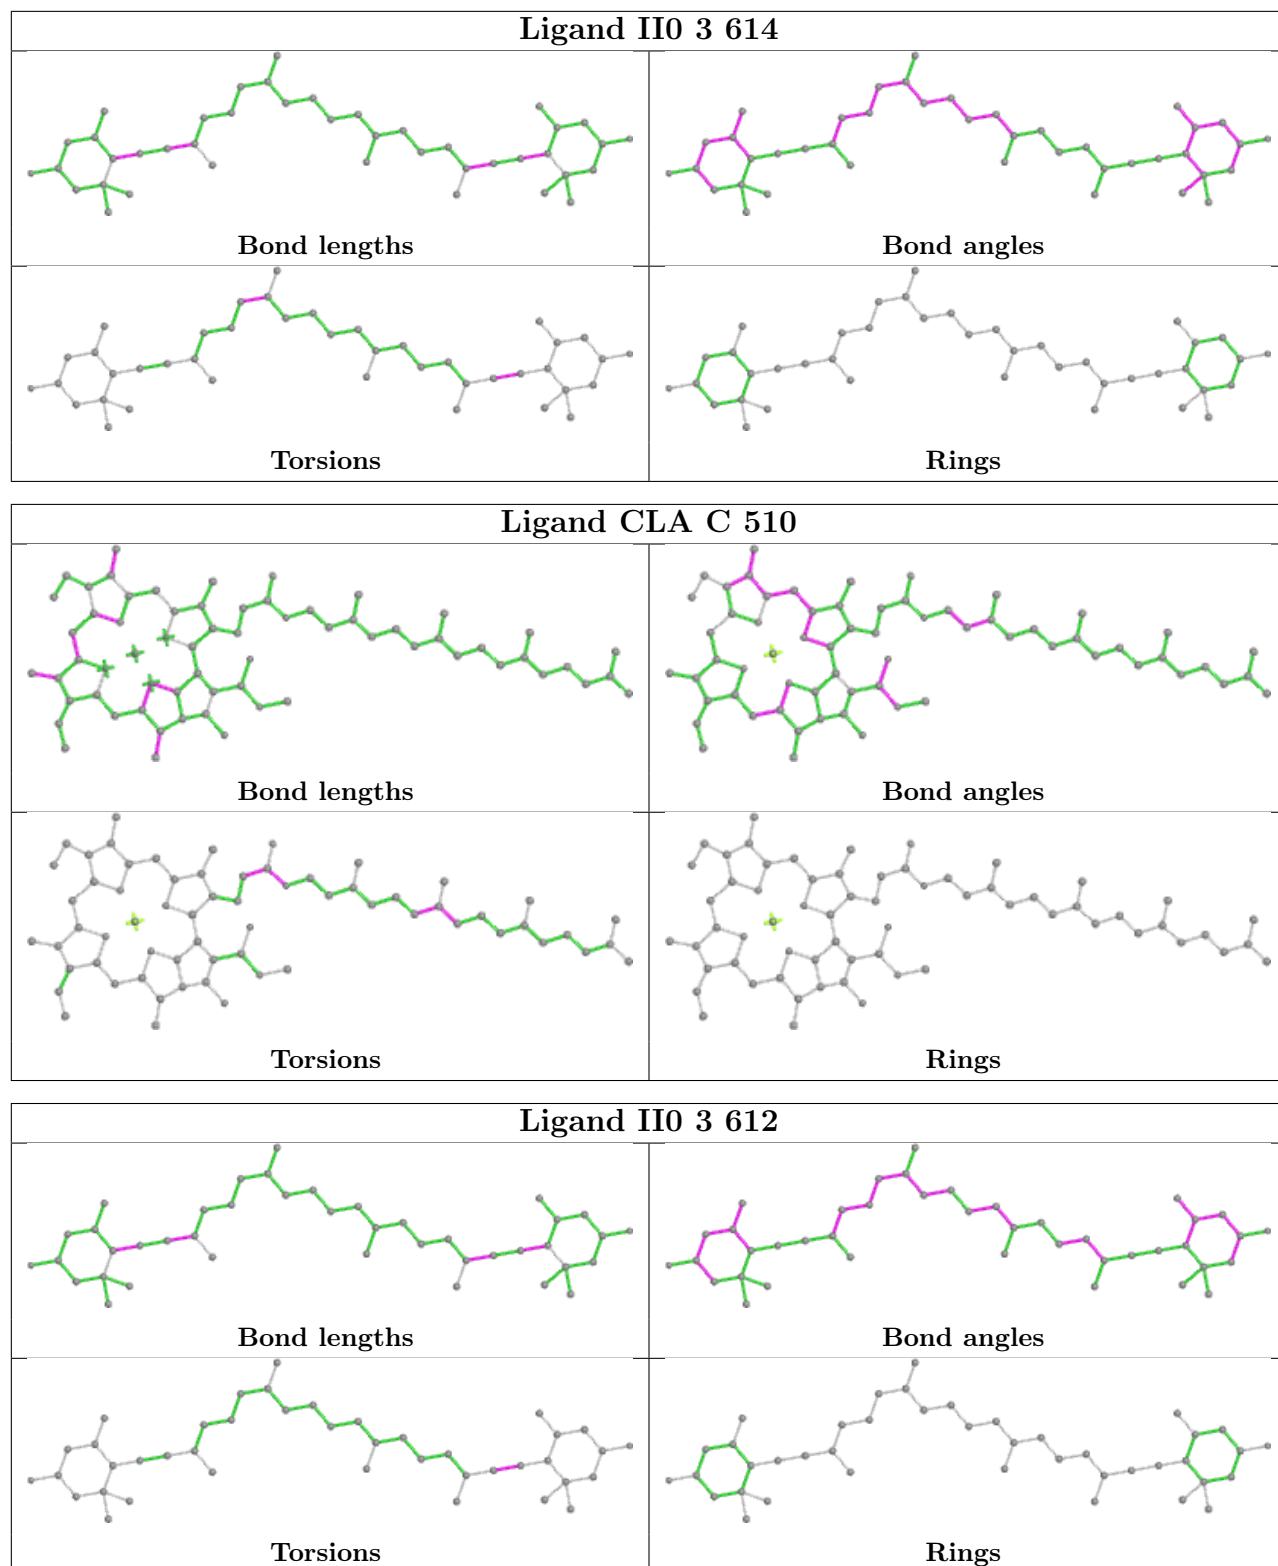 Ligand II0 3 614
Bond lengths
Bond angles
Torsions
Rings
Ligand CLA C 510
Bond lengths
Bond angles
Torsions
Rings
Ligand II0 3 612
Bond lengths
Bond angles
Torsions
Rings